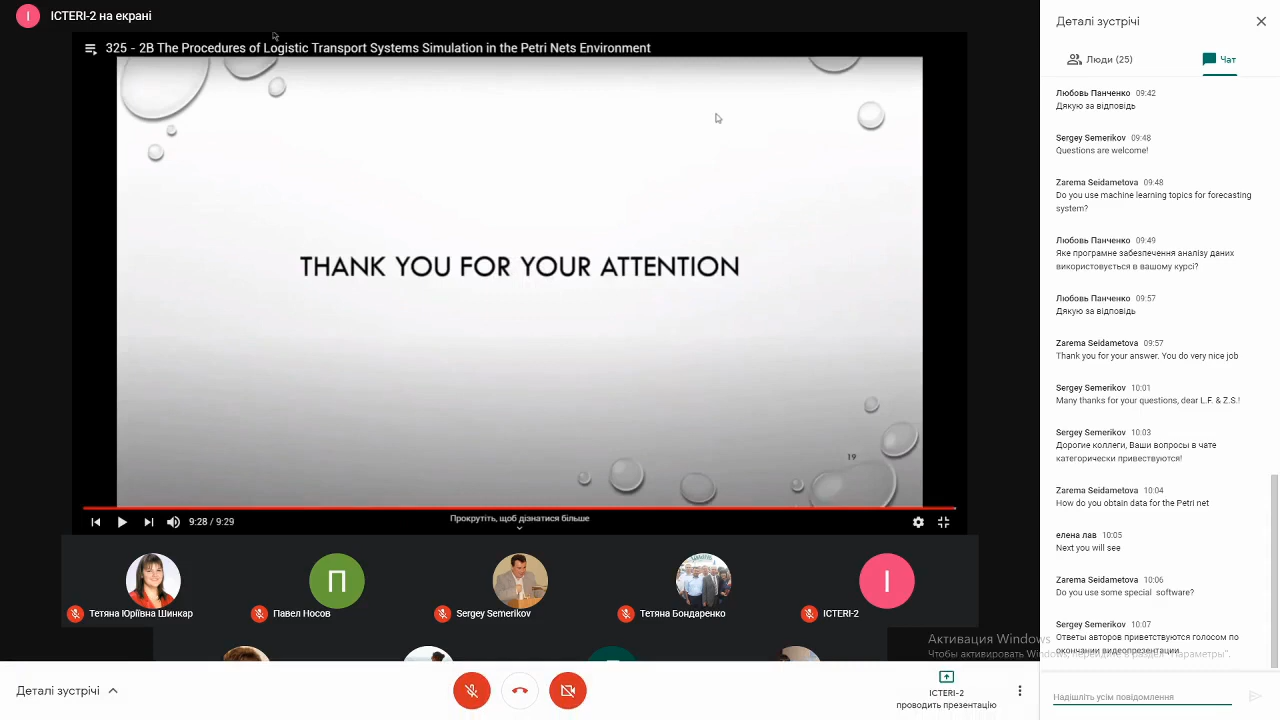 ICTERI-2 на екрані
325 - 2B The Procedures of Logistic Transport Systems Simulation in the Petri Nets Environment
THANK YOU FOR YOUR ATTENTION
19
9:28 / 9:29
Прокрутіть, щоб дізнатися більше
Тетяна Юріївна Шинкар
П
Павел Носов
Sergey Semerikov
Тетяна Бондаренко
І
ICTERI-2
Деталі зустрічі
ICTERI-2
проводить презентацію
Деталі зустрічі
Люди (25)
Чат
Любовь Панченко 09:42
Дякую за відповідь
Sergey Semerikov 09:48
Questions are welcome!
Zarema Seidametova 09:48
Do you use machine learning topics for forecasting
system?
Любовь Панченко 09:49
Яке програмне забезпечення аналізу даних
використовується в вашому курсі?
Любовь Панченко 09:57
Дякую за відповідь
Zarema Seidametova 09:57
Thank you for your answer. You do very nice job
Sergey Semerikov 10:01
Many thanks for your questions, dear L.F. & Z.S.!
Sergey Semerikov 10:03
Дорогие коллеги, Ваши вопросы в чате
категорически приветствуются!
Zarema Seidametova 10:04
How do you obtain data for the Petri net
елена лав 10:05
Next you will see
Zarema Seidametova 10:06
Do you use some special software?
Sergey Semerikov 10:07
Ответы авторов приветствуются голосом по
окончании видеопрезентации.
Активация Windows
Чтобы активировать Windows, перейдите в раздел "Параметры".
Надішліть усім повідомлення